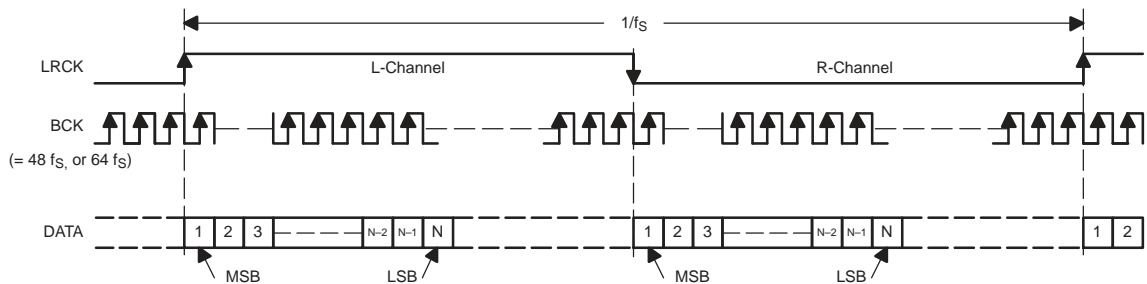 1/fS
LRCK
L-Channel
R-Channel
BCK
(= 48 fS, or 64 fS)
DATA
1 2 3 N–2 N–1 N 1 2 3 N–2 N–1 N 1 2
MSB LSB MSB LSB